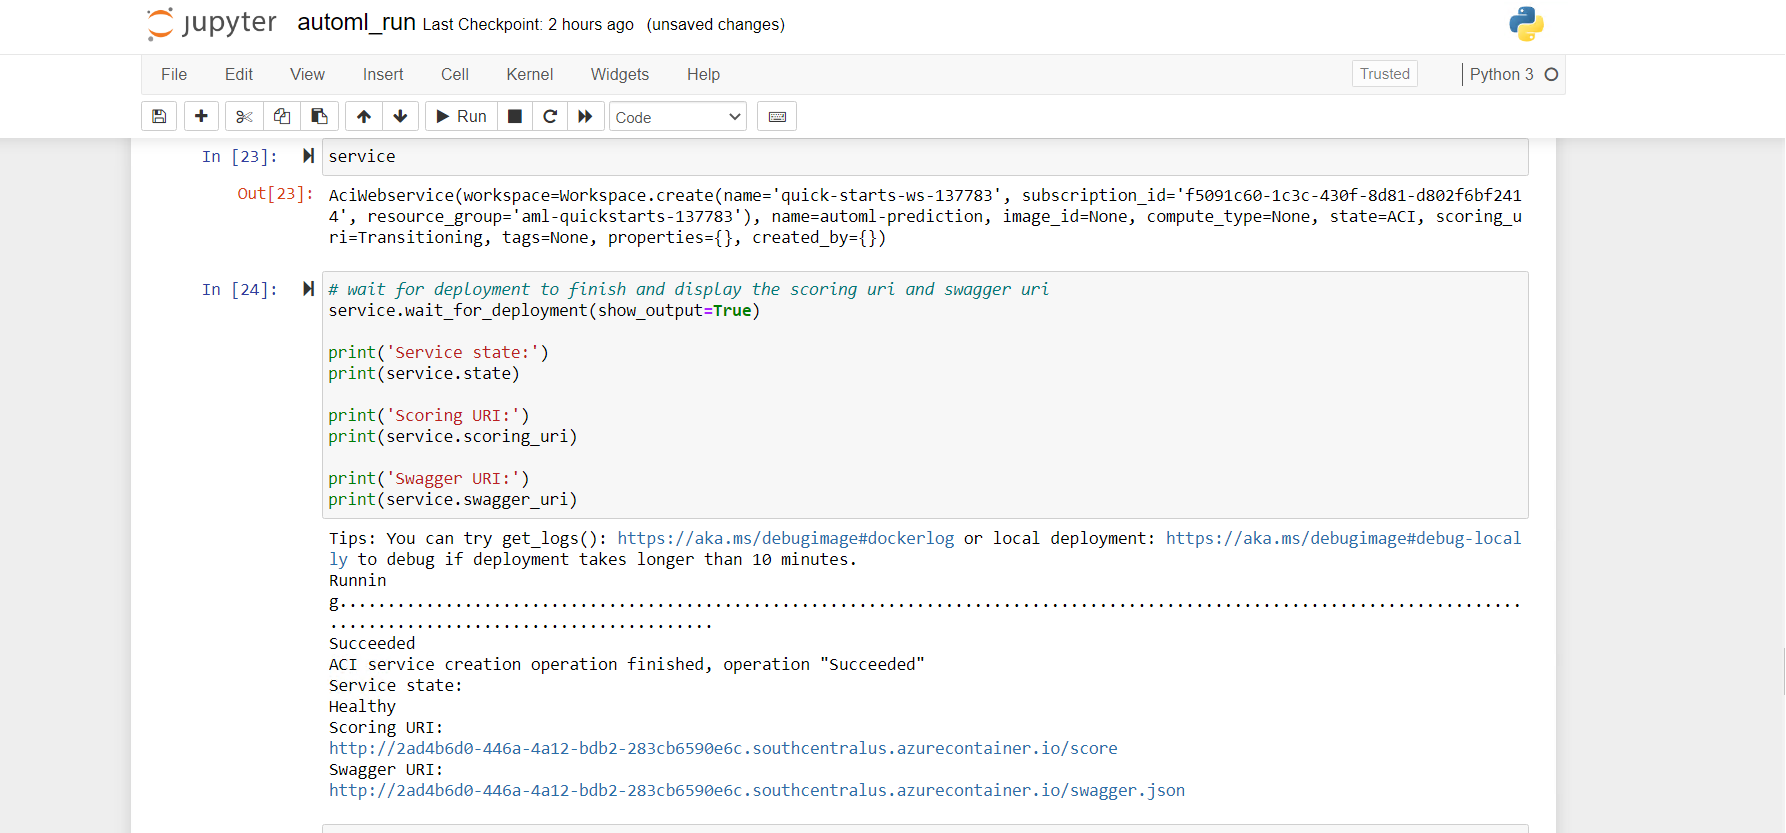 jupyter automl_run Last Checkpoint: 2 hours ago (unsaved changes)
File Edit View Insert Cell Kernel Widgets Help Trusted Python 3
Run Code
In [23]: service
Out[23]: AciWebservice(workspace=Workspace.create(name='quick-starts-ws-137783', subscription_id='f5091c60-1c3c-430f-8d81-d802f6bf241
4', resource_group='aml-quickstarts-137783'), name=automl-prediction, image_id=None, compute_type=None, state=ACI, scoring_u
ri=Transitioning, tags=None, properties={}, created_by={})
In [24]: # wait for deployment to finish and display the scoring uri and swagger uri
service.wait_for_deployment(show_output=True)
print('Service state:')
print(service.state)
print('Scoring URI:')
print(service.scoring_uri)
print('Swagger URI:')
print(service.swagger_uri)
Tips: You can try get_logs(): https://aka.ms/debugimage#dockerlog or local deployment: https://aka.ms/debugimage#debug-local
ly to debug if deployment takes longer than 10 minutes.
Runnin
g...........................................................................................................................
........................................
Succeeded
ACI service creation operation finished, operation "Succeeded"
Service state:
Healthy
Scoring URI:
http://2ad4b6d0-446a-4a12-bdb2-283cb6590e6c.southcentralus.azurecontainer.io/score
Swagger URI:
http://2ad4b6d0-446a-4a12-bdb2-283cb6590e6c.southcentralus.azurecontainer.io/swagger.json